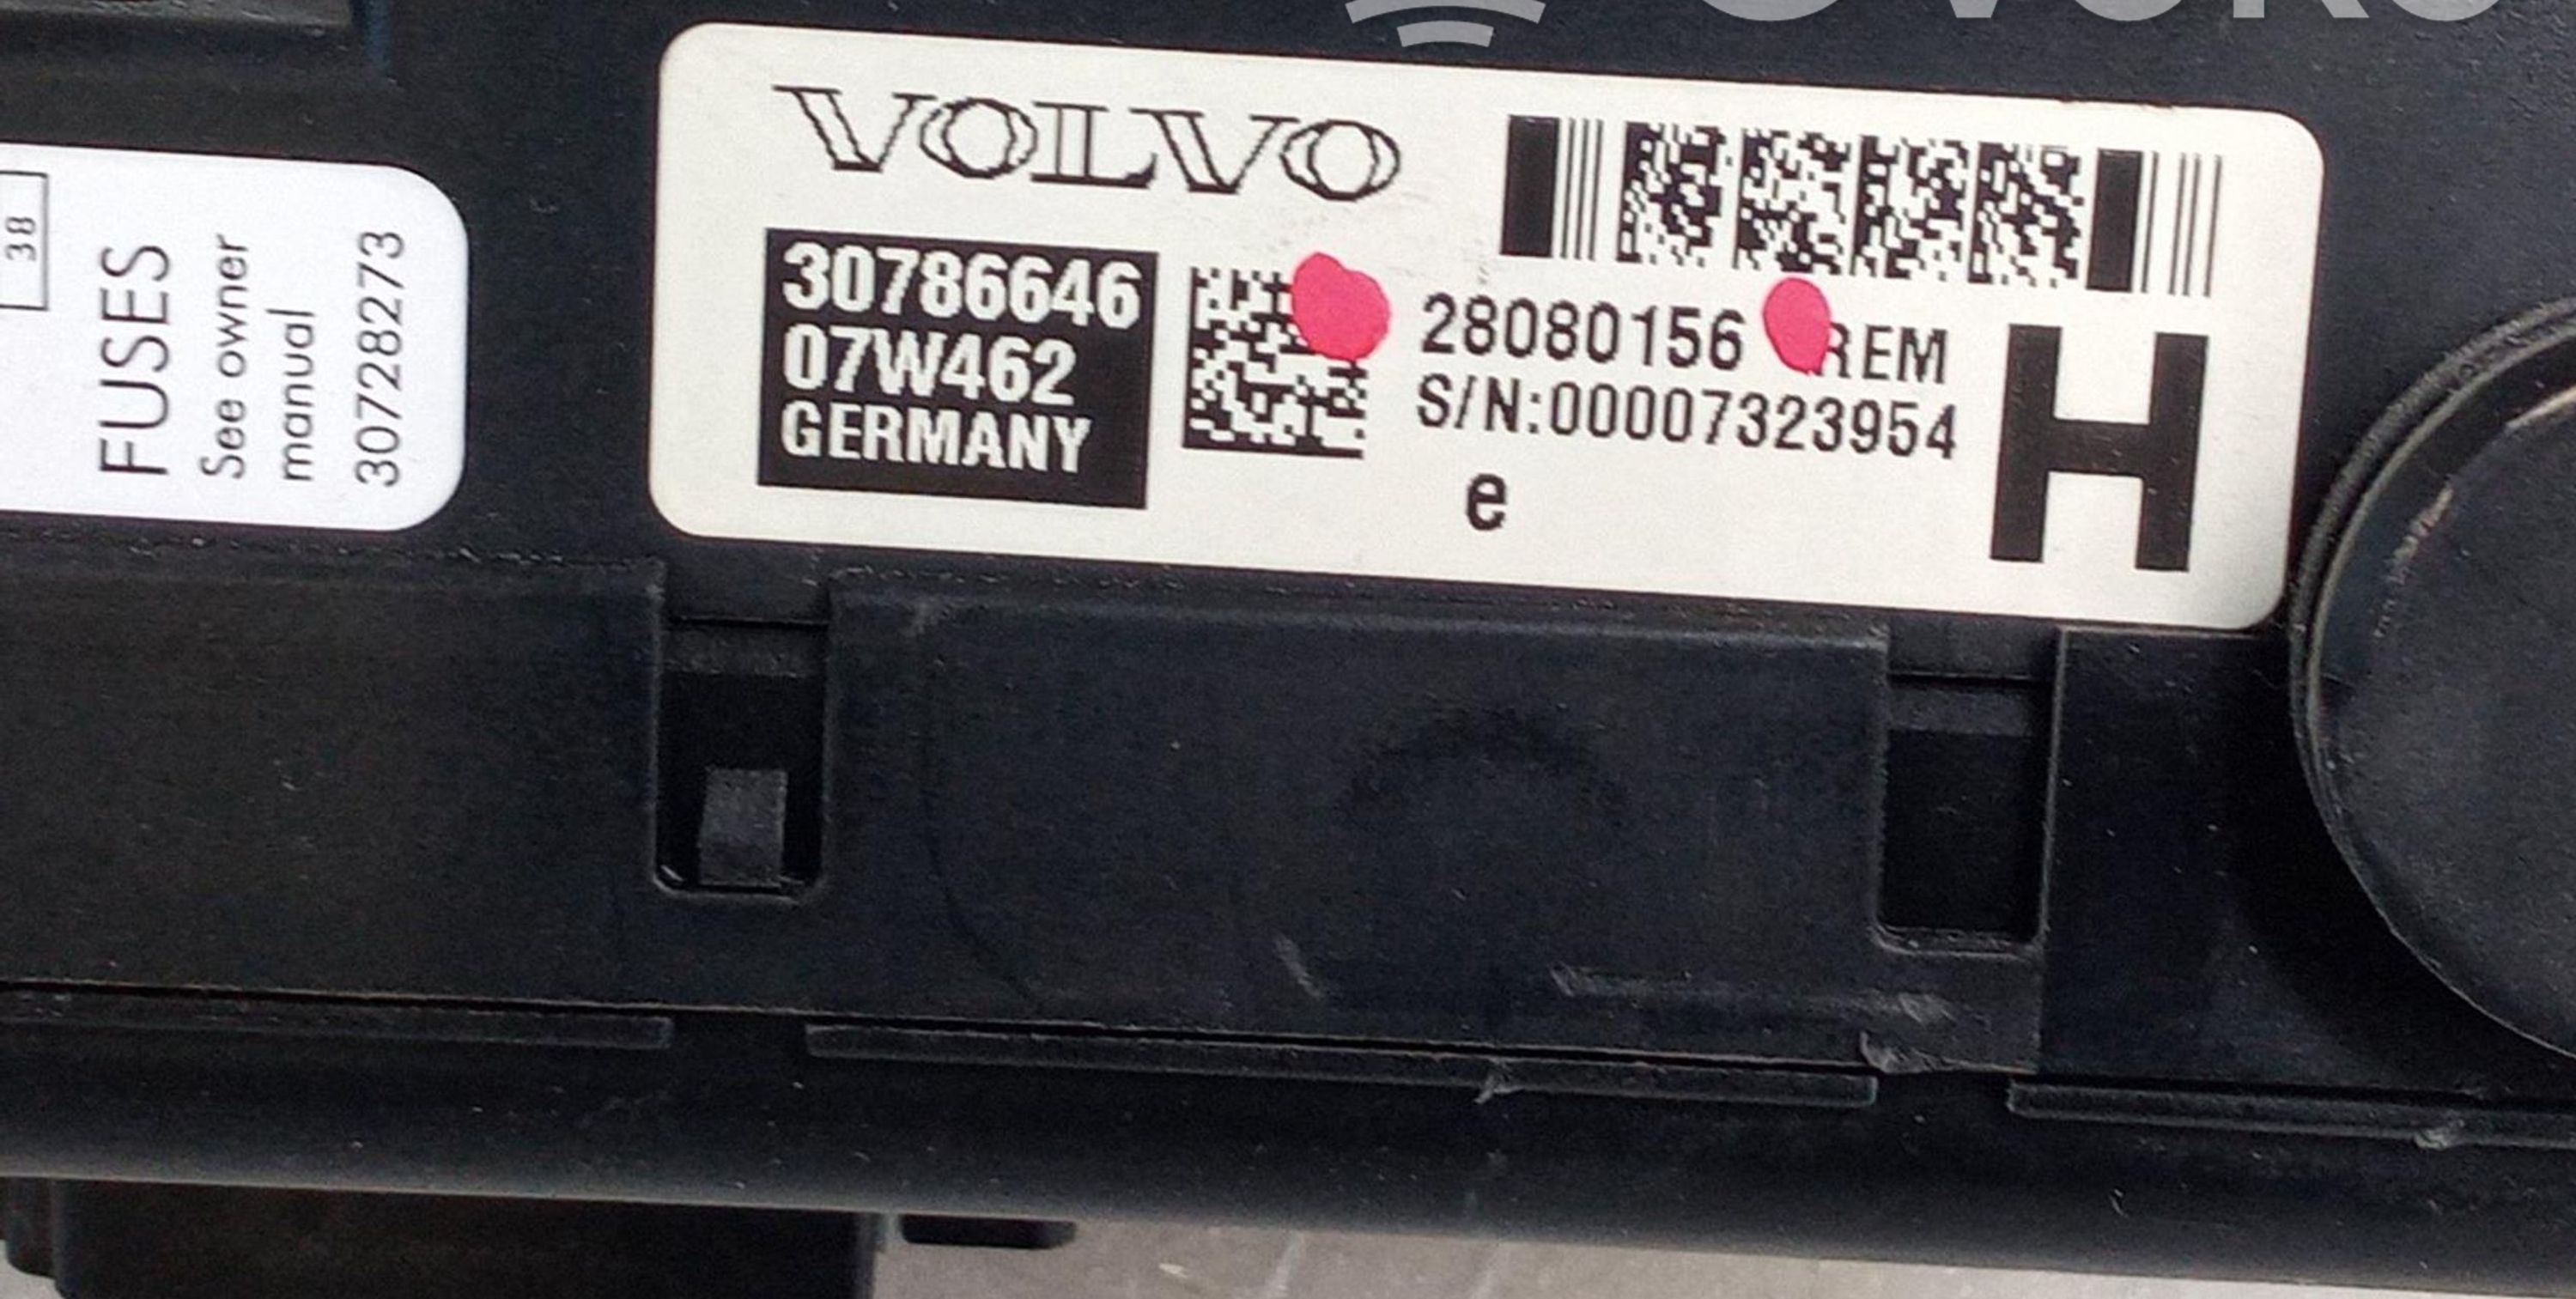 38
FUSES
See owner
manual
30728273
VOLVO
30786646
07W462
GERMANY
28080156 REM
S/N:00007323954
e
H